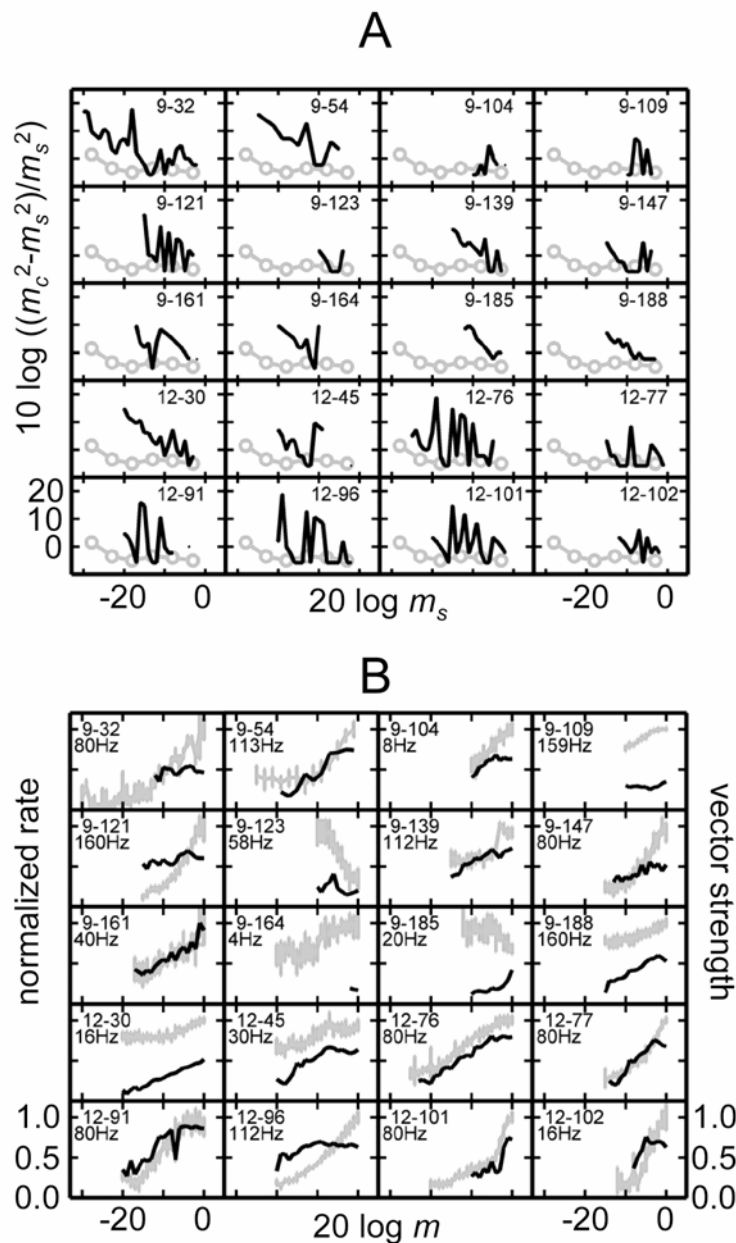 A
10 log ((m_c²-m_s²)/m_s²)
9-32 9-54 9-104 9-109
9-121 9-123 9-139 9-147
9-161 9-164 9-185 9-188
12-30 12-45 12-76 12-77
12-91 12-96 12-101 12-102
20
10
0
-20 0 20 log m_s -20 0
B
normalized rate
vector strength
9-32 9-54 9-104 9-109
80Hz 113Hz 8Hz 159Hz
9-121 9-123 9-139 9-147
160Hz 58Hz 112Hz 80Hz
9-161 9-164 9-185 9-188
40Hz 4Hz 20Hz 160Hz
12-30 12-45 12-76 12-77
16Hz 30Hz 80Hz 80Hz
12-91 12-96 12-101 12-102
80Hz 112Hz 80Hz 16Hz
1.0 1.0
0.5 0.5
0.0 0.0
-20 0 20 log m -20 0